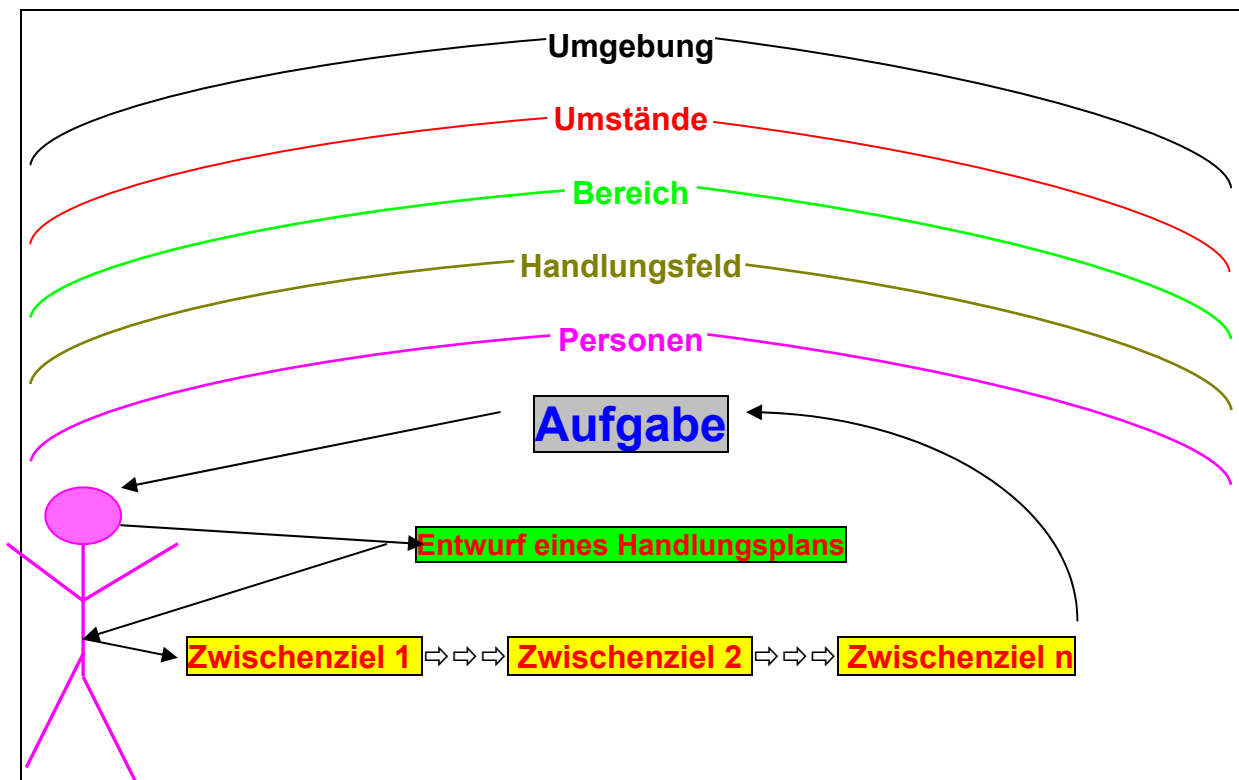 Umgebung
Umstände
Bereich
Handlungsfeld
Personen
Aufgabe
Entwurf eines Handlungsplans
Zwischenziel 1 ⇨⇨⇨ Zwischenziel 2 ⇨⇨⇨ Zwischenziel n